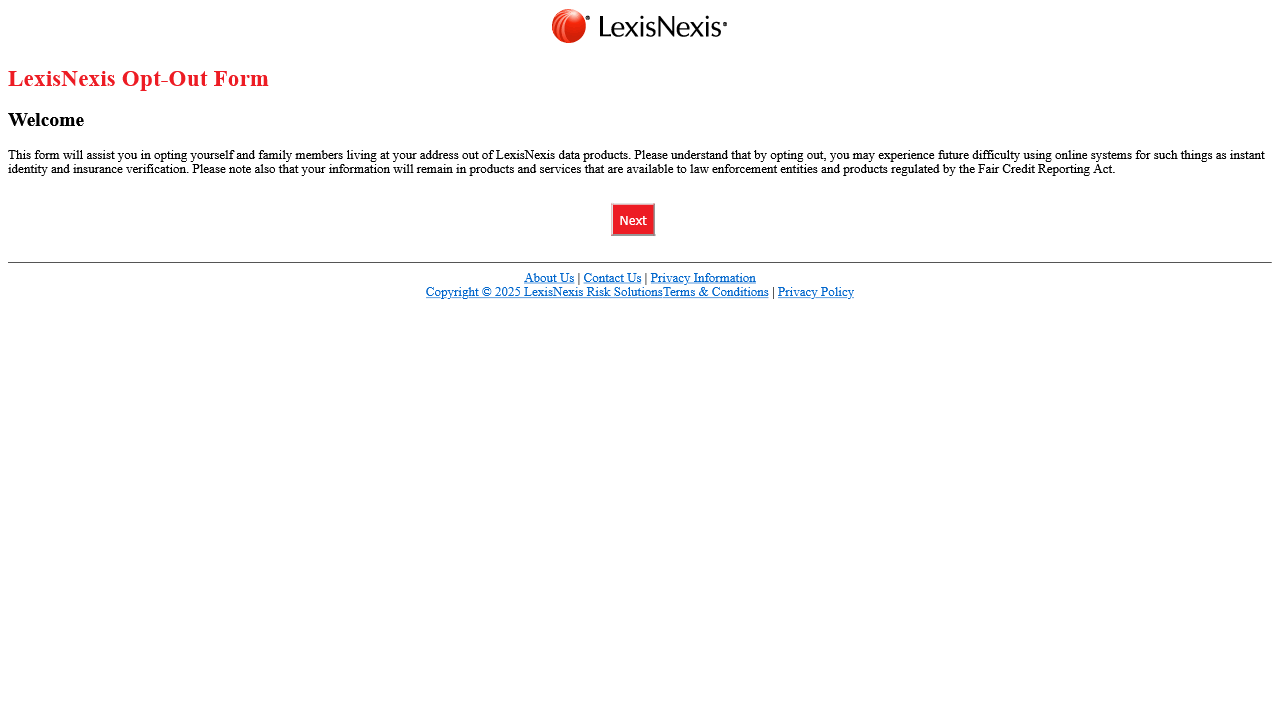 LexisNexis®
LexisNexis Opt-Out Form
Welcome
This form will assist you in opting yourself and family members living at your address out of LexisNexis data products. Please understand that by opting out, you may experience future difficulty using online systems for such things as instant
identity and insurance verification. Please note also that your information will remain in products and services that are available to law enforcement entities and products regulated by the Fair Credit Reporting Act.
Next
About Us | Contact Us | Privacy Information
Copyright © 2025 LexisNexis Risk SolutionsTerms & Conditions | Privacy Policy